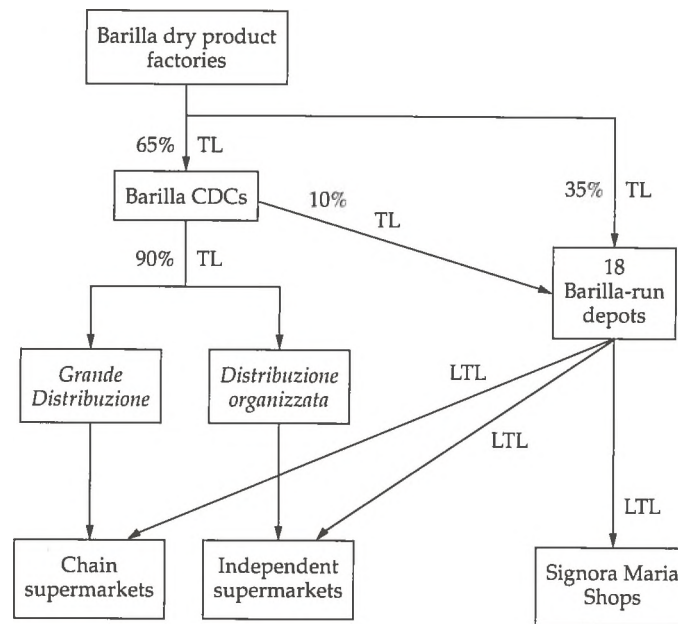 Barilla dry product
factories
65% TL
Barilla CDCs
10%
TL
35% TL
90% TL
18
Barilla-run
depots
Grande
Distribuzione
Distribuzione
organizzata
LTL
LTL
LTL
Chain
supermarkets
Independent
supermarkets
Signora Maria
Shops